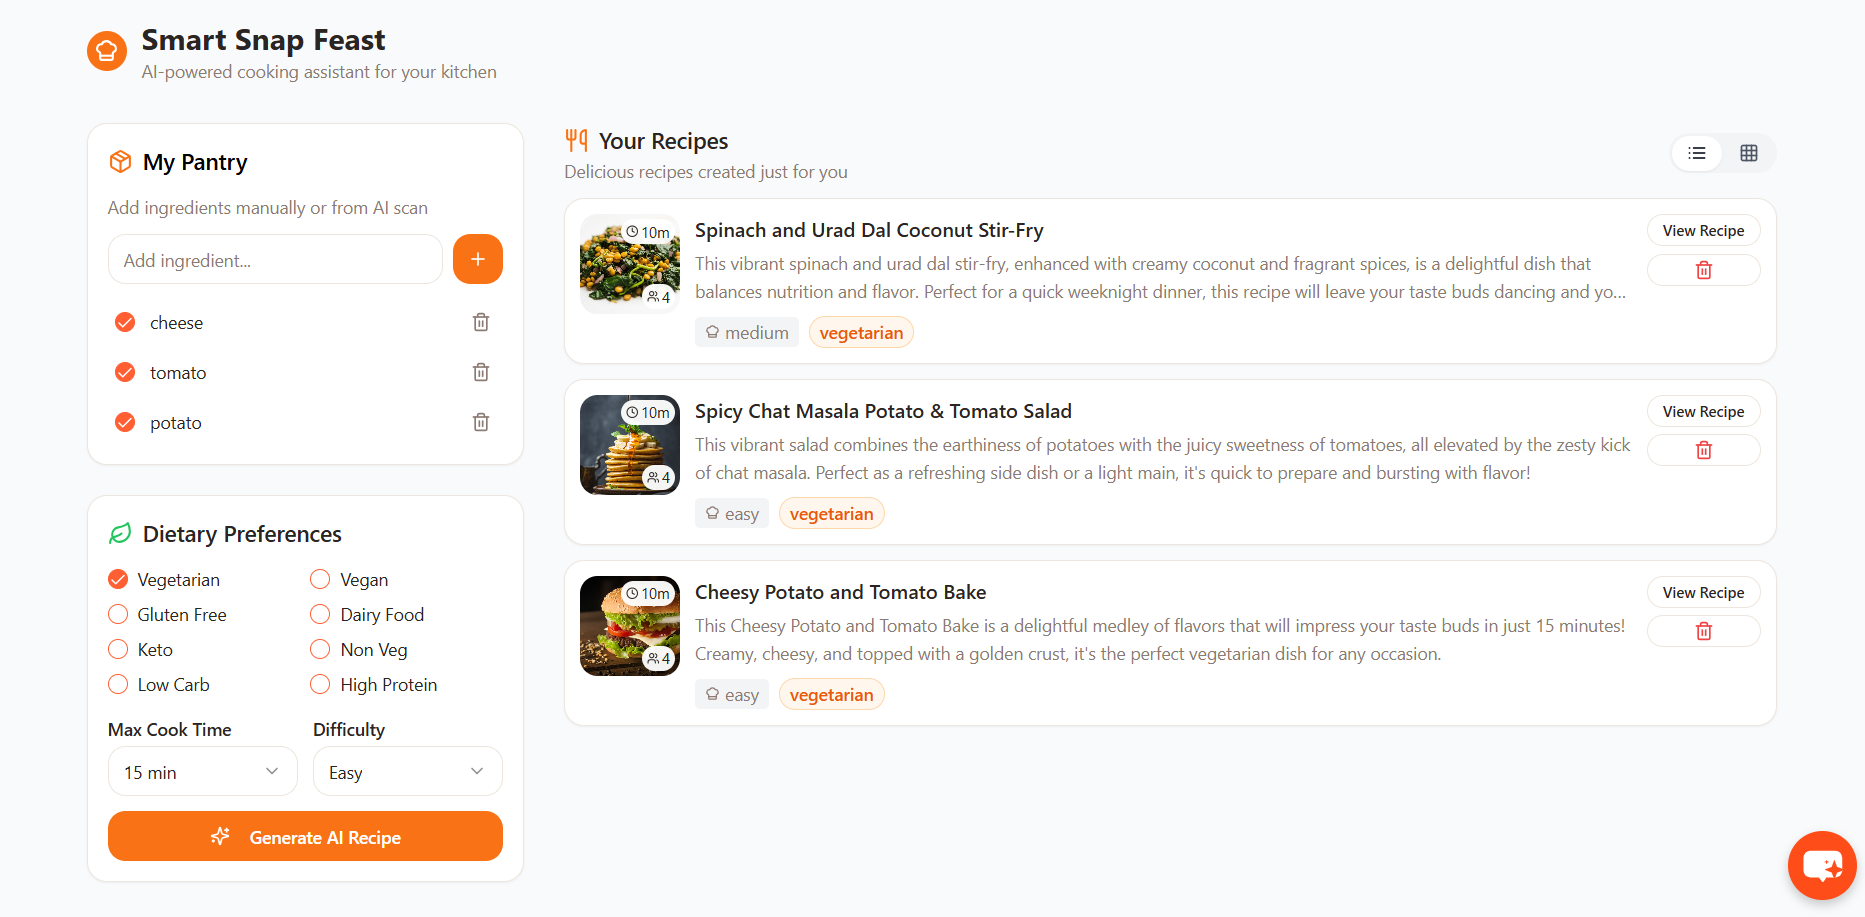 Smart Snap Feast
AI-powered cooking assistant for your kitchen
My Pantry
Add ingredients manually or from AI scan
Add ingredient...
+
cheese
tomato
potato
Dietary Preferences
Vegetarian
Vegan
Gluten Free
Dairy Food
Keto
Non Veg
Low Carb
High Protein
Max Cook Time
Difficulty
15 min
Easy
Generate AI Recipe
Your Recipes
Delicious recipes created just for you
10m
4
Spinach and Urad Dal Coconut Stir-Fry
This vibrant spinach and urad dal stir-fry, enhanced with creamy coconut and fragrant spices, is a delightful dish that
balances nutrition and flavor. Perfect for a quick weeknight dinner, this recipe will leave your taste buds dancing and yo...
medium
vegetarian
View Recipe
10m
4
Spicy Chat Masala Potato & Tomato Salad
This vibrant salad combines the earthiness of potatoes with the juicy sweetness of tomatoes, all elevated by the zesty kick
of chat masala. Perfect as a refreshing side dish or a light main, it's quick to prepare and bursting with flavor!
easy
vegetarian
View Recipe
10m
4
Cheesy Potato and Tomato Bake
This Cheesy Potato and Tomato Bake is a delightful medley of flavors that will impress your taste buds in just 15 minutes!
Creamy, cheesy, and topped with a golden crust, it's the perfect vegetarian dish for any occasion.
easy
vegetarian
View Recipe